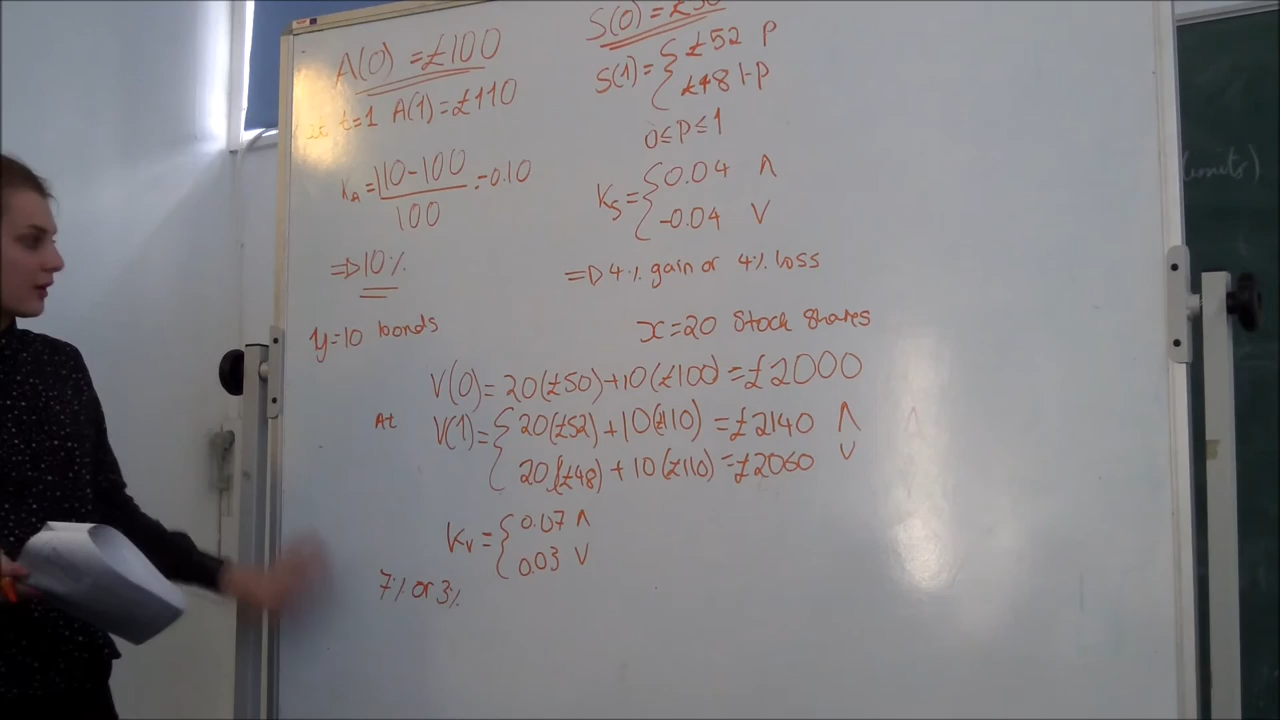 A(0) = £100
at t=1 A(1) = £110
K_A = 110-100 / 100 = 0.10
=> 10%
y=10 bonds
S(0) = £50
S(1) = { £52 p
£48 1-p
0≤p≤1
K_S = { 0.04 Λ
-0.04 V
=> 4% gain or 4% loss
x=20 Stock Shares
V(0) = 20(£50)+10(£100) = £2000
At
V(1) = { 20(£52)+10(£110) = £2140 Λ
20(£48)+10(£110) = £2060 V
K_V = { 0.07 Λ
0.03 V
7% or 3%
(units)